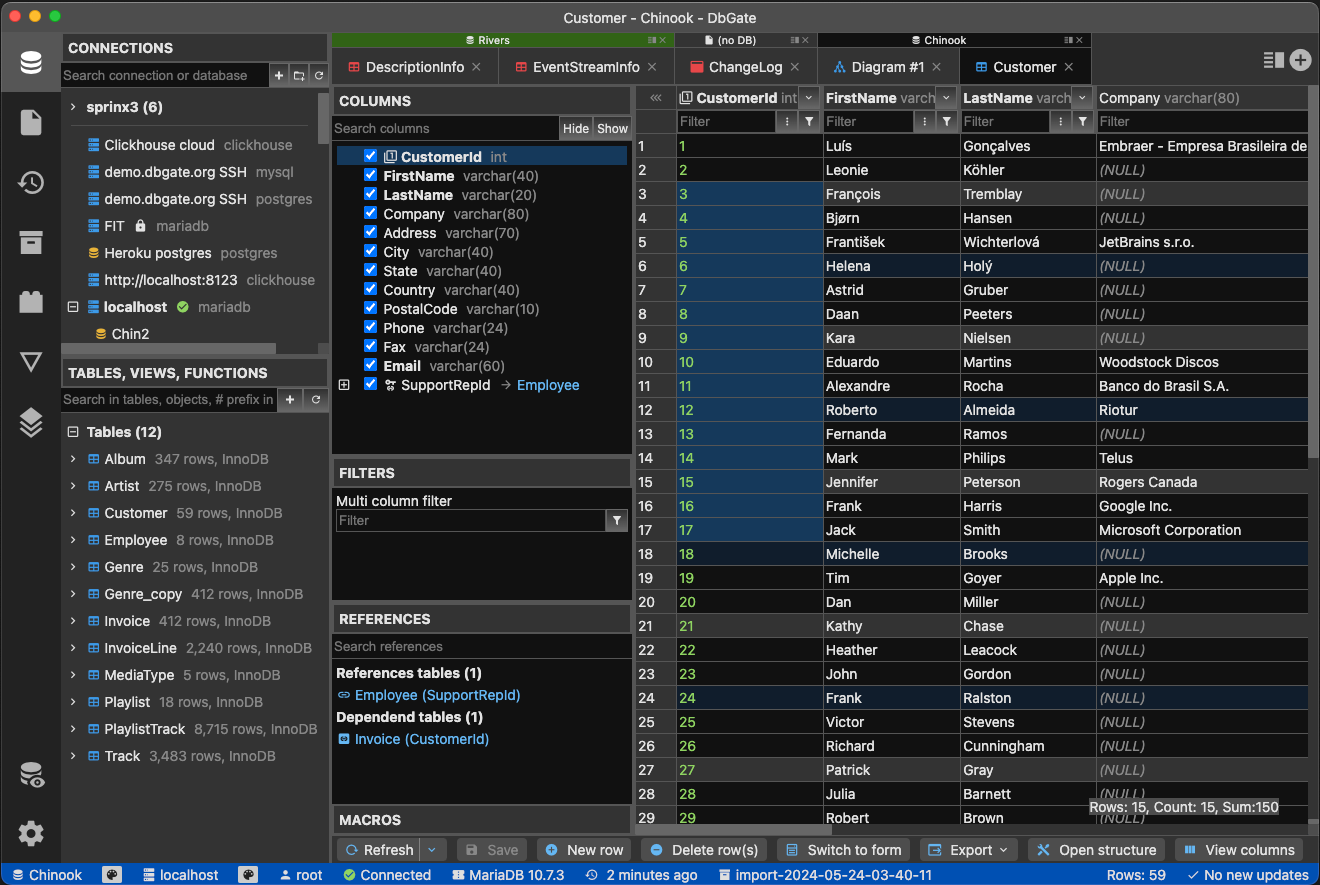 Customer - Chinook - DbGate
CONNECTIONS
Search connection or database
sprinx3 (6)
Clickhouse cloud clickhouse
demo.dbgate.org SSH mysql
demo.dbgate.org SSH postgres
FIT mariadb
Heroku postgres postgres
http://localhost:8123 clickhouse
localhost mariadb
Chin2
TABLES, VIEWS, FUNCTIONS
Search in tables, objects, # prefix in
Tables (12)
Album 347 rows, InnoDB
Artist 275 rows, InnoDB
Customer 59 rows, InnoDB
Employee 8 rows, InnoDB
Genre 25 rows, InnoDB
Genre_copy 412 rows, InnoDB
Invoice 412 rows, InnoDB
InvoiceLine 2,240 rows, InnoDB
MediaType 5 rows, InnoDB
Playlist 18 rows, InnoDB
PlaylistTrack 8,715 rows, InnoDB
Track 3,483 rows, InnoDB
Rivers (no DB) Chinook
DescriptionInfo EventStreamInfo ChangeLog Diagram #1 Customer
COLUMNS
Search columns Hide Show
CustomerId int
FirstName varchar(40)
LastName varchar(20)
Company varchar(80)
Address varchar(70)
City varchar(40)
State varchar(40)
Country varchar(40)
PostalCode varchar(10)
Phone varchar(24)
Fax varchar(24)
Email varchar(60)
SupportRepId → Employee
FILTERS
Multi column filter
Filter
REFERENCES
Search references
References tables (1)
Employee (SupportRepId)
Dependend tables (1)
Invoice (CustomerId)
MACROS
CustomerId int FirstName varch LastName varch Company varchar(80)
Filter Filter Filter Filter
1 1 Luís Gonçalves Embraer - Empresa Brasileira de
2 2 Leonie Köhler (NULL)
3 3 François Tremblay (NULL)
4 4 Bjørn Hansen (NULL)
5 5 František Wichterlová JetBrains s.r.o.
6 6 Helena Holý (NULL)
7 7 Astrid Gruber (NULL)
8 8 Daan Peeters (NULL)
9 9 Kara Nielsen (NULL)
10 10 Eduardo Martins Woodstock Discos
11 11 Alexandre Rocha Banco do Brasil S.A.
12 12 Roberto Almeida Riotur
13 13 Fernanda Ramos (NULL)
14 14 Mark Philips Telus
15 15 Jennifer Peterson Rogers Canada
16 16 Frank Harris Google Inc.
17 17 Jack Smith Microsoft Corporation
18 18 Michelle Brooks (NULL)
19 19 Tim Goyer Apple Inc.
20 20 Dan Miller (NULL)
21 21 Kathy Chase (NULL)
22 22 Heather Leacock (NULL)
23 23 John Gordon (NULL)
24 24 Frank Ralston (NULL)
25 25 Victor Stevens (NULL)
26 26 Richard Cunningham (NULL)
27 27 Patrick Gray (NULL)
28 28 Julia Barnett (NULL)
Rows: 15, Count: 15, Sum:150
29 29 Robert Brown (NULL)
Refresh Save New row Delete row(s) Switch to form Export Open structure View columns
Chinook localhost root Connected MariaDB 10.7.3 2 minutes ago import-2024-05-24-03-40-11 Rows: 59 No new updates